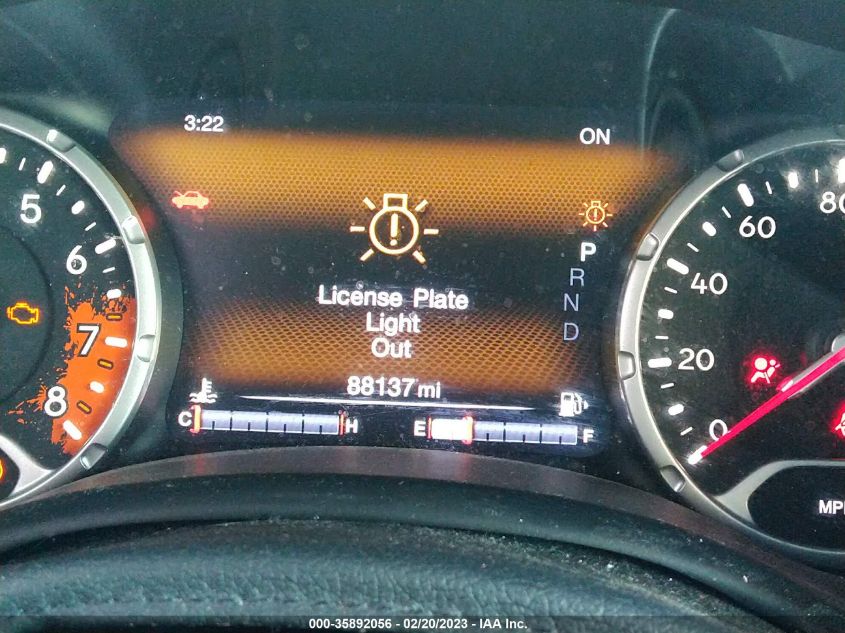 3:22
ON
License Plate
Light
Out
88137 mi
P
R
N
D
C
H
E
F
5
6
7
8
0
20
40
60
80
MPH
000-35892056 - 02/20/2023 - IAA Inc.